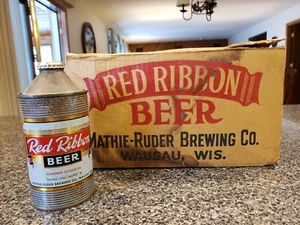 RED RIBBON
BEER
MATHIE-RUDER BREWING CO.
WAUSAU, WIS.
Red Ribbon
BEER